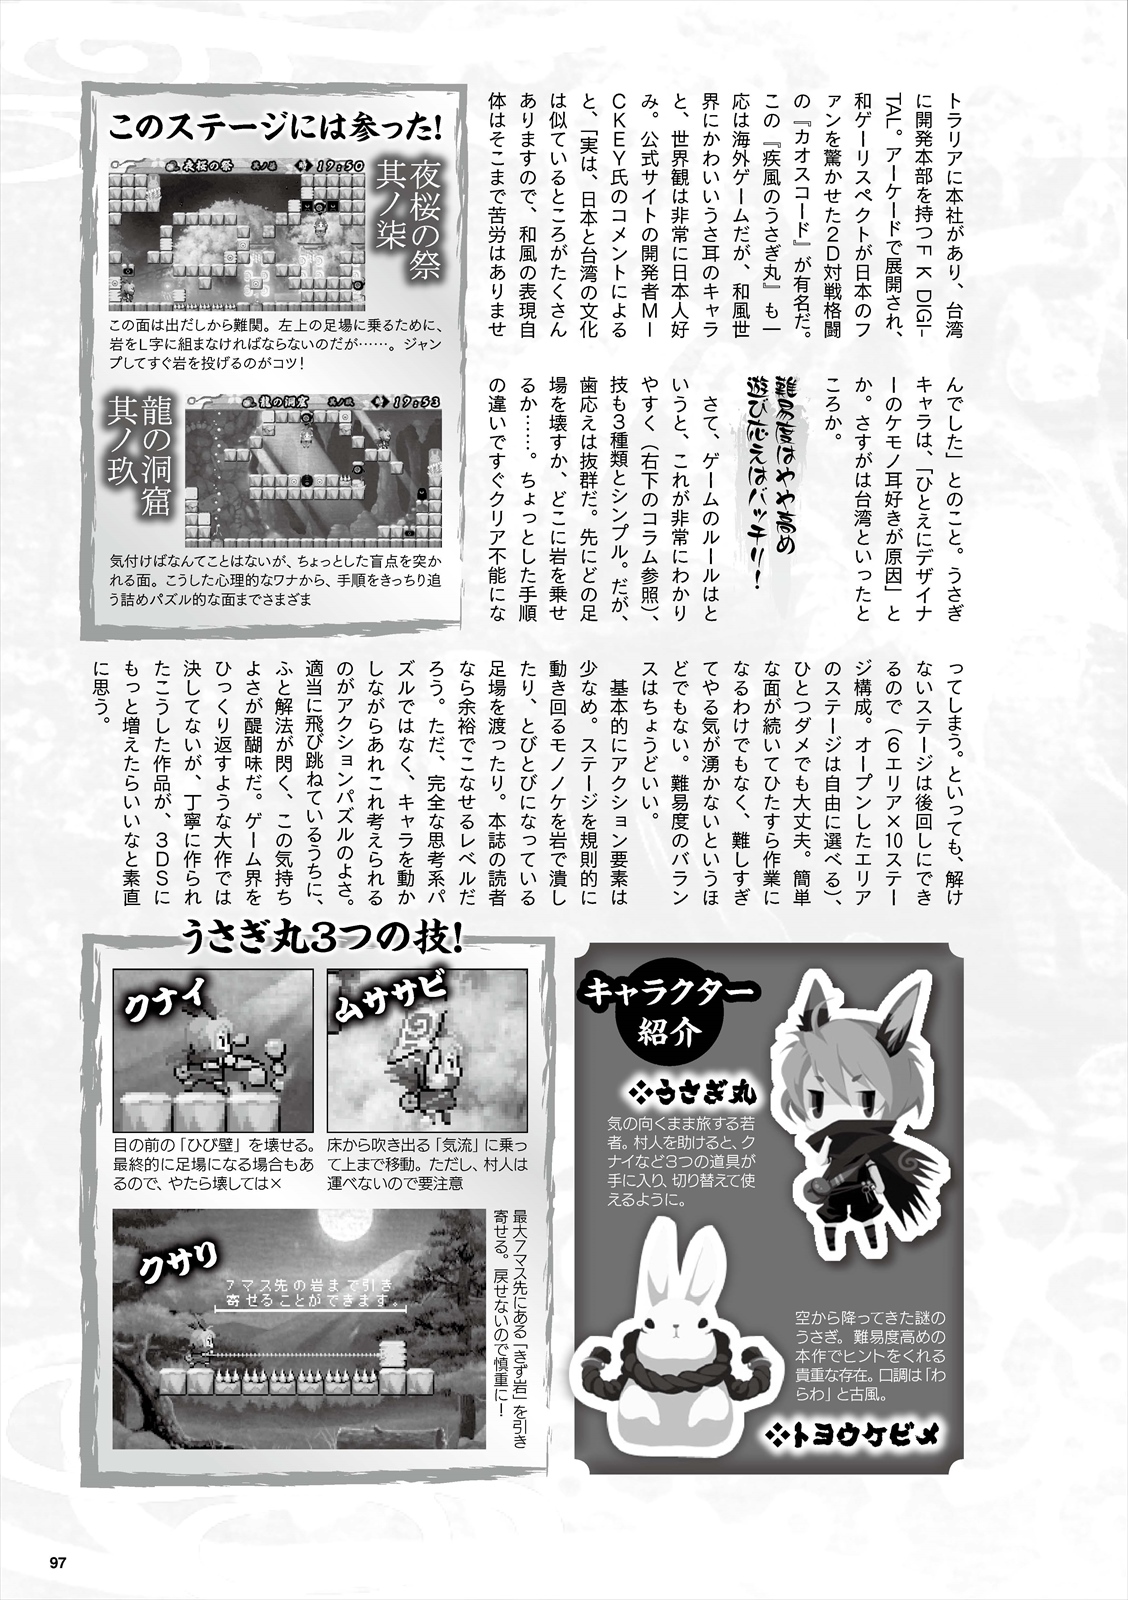 トラリアに本社があり、台湾
に開発本部を持つＦＫ DIGI-
TAL。アーケードで展開され、
和ゲーリスペクトが日本のフ
ァンを驚かせた２Ｄ対戦格闘
の『カオスコード』が有名だ。
この『疾風のうさぎ丸』も一
応は海外ゲームだが、和風世
界にかわいいうさ耳のキャラ
と、世界観は非常に日本人好
み。公式サイトの開発者ＭＩ
ＣＫＥＹ氏のコメントによる
と、「実は、日本と台湾の文化
は似ているところがたくさん
ありますので、和風の表現自
体はそこまで苦労はありませ
んでした」とのこと。うさぎ
キャラは、「ひとえにデザイナ
ーのケモノ耳好きが原因」と
か。さすがは台湾といったと
ころか。
難易度はやや高め
遊び応えはバッチリ！
さて、ゲームのルールはと
いうと、これが非常にわかり
やすく（右下のコラム参照）、
技も３種類とシンプル。だが、
歯応えは抜群だ。先にどの足
場を壊すか、どこに岩を乗せ
るか……。ちょっとした手順
の違いですぐクリア不能にな
ってしまう。といっても、解け
ないステージは後回しにでき
るので（６エリア×10ステー
ジ構成。オープンしたエリア
のステージは自由に選べる）、
ひとつダメでも大丈夫。簡単
な面が続いてひたすら作業に
なるわけでもなく、難しすぎ
てやる気が湧かないというほ
どでもない。難易度のバラン
スはちょうどいい。
基本的にアクション要素は
少なめ。ステージを規則的に
動き回るモノノケを岩で潰し
たり、とびとびになっている
足場を渡ったり。本誌の読者
なら余裕でこなせるレベルだ
ろう。ただ、完全な思考系パ
ズルではなく、キャラを動か
しながらあれこれ考えられる
のがアクションパズルのよさ。
適当に飛び跳ねているうちに、
ふと解法が閃く、この気持ち
よさが醍醐味だ。ゲーム界を
ひっくり返すような大作では
決してないが、丁寧に作られ
たこうした作品が、３ＤＳに
もっと増えたらいいなと素直
に思う。
このステージには参った！
夜桜の祭
其ノ柒
夜桜の祭 其ノ柒 19:50
この面は出だしから難関。左上の足場に乗るために、
岩をL字に組まなければならないのだが……。ジャン
プしてすぐ岩を投げるのがコツ！
龍の洞窟
其ノ玖
龍の洞窟 其ノ玖 19:53
気付けばなんてことはないが、ちょっとした盲点を突か
れる面。こうした心理的なワナから、手順をきっちり追
う詰めパズル的な面までさまざま
キャラクター
紹介
うさぎ丸
気の向くまま旅する若
者。村人を助けると、ク
ナイなど３つの道具が
手に入り、切り替えて使
えるように。
空から降ってきた謎の
うさぎ。難易度高めの
本作でヒントをくれる
貴重な存在。口調は「わ
らわ」と古風。
トヨウケビメ
うさぎ丸3つの技！
クナイ
目の前の「ひび壁」を壊せる。
最終的に足場になる場合もあ
るので、やたら壊しては×
ムササビ
床から吹き出る「気流」に乗っ
て上まで移動。ただし、村人は
運べないので要注意
クサリ
７マス先の岩まで引き
寄せることができます。
最大７マス先にある「きず岩」を引き
寄せる。戻せないので慎重に！
97